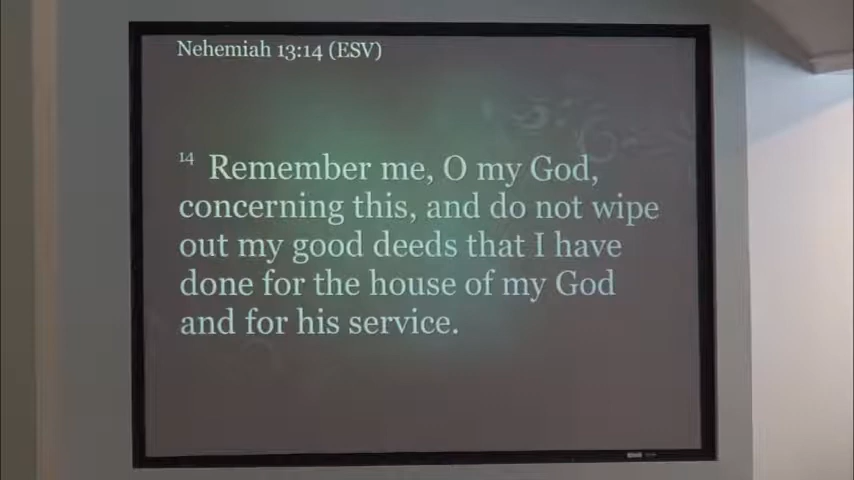 Nehemiah 13:14 (ESV)
14 Remember me, O my God,
concerning this, and do not wipe
out my good deeds that I have
done for the house of my God
and for his service.